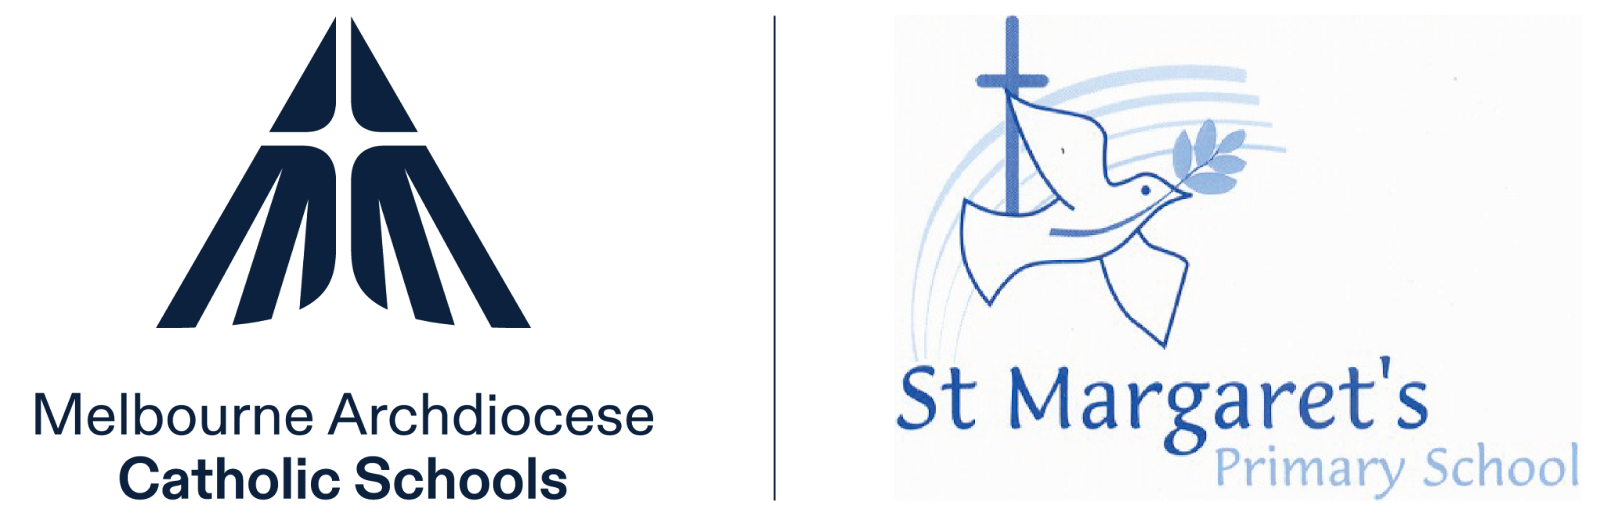 Melbourne Archdiocese
Catholic Schools
St Margaret's
Primary School